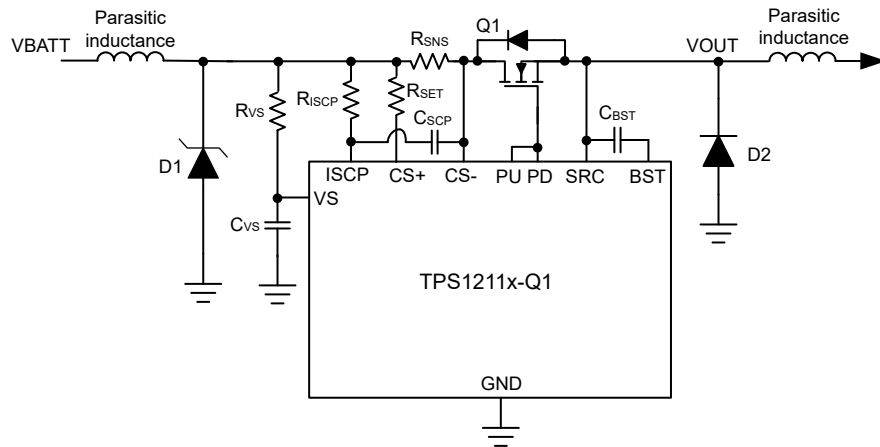 Parasitic
inductance
VBATT
RSNS
Q1
VOUT
Parasitic
inductance
RVS
RISCP
RSET
CSCP
CBST
D1
D2
ISCP
CS+
CS-
PU
PD
SRC
BST
VS
CVS
TPS1211x-Q1
GND